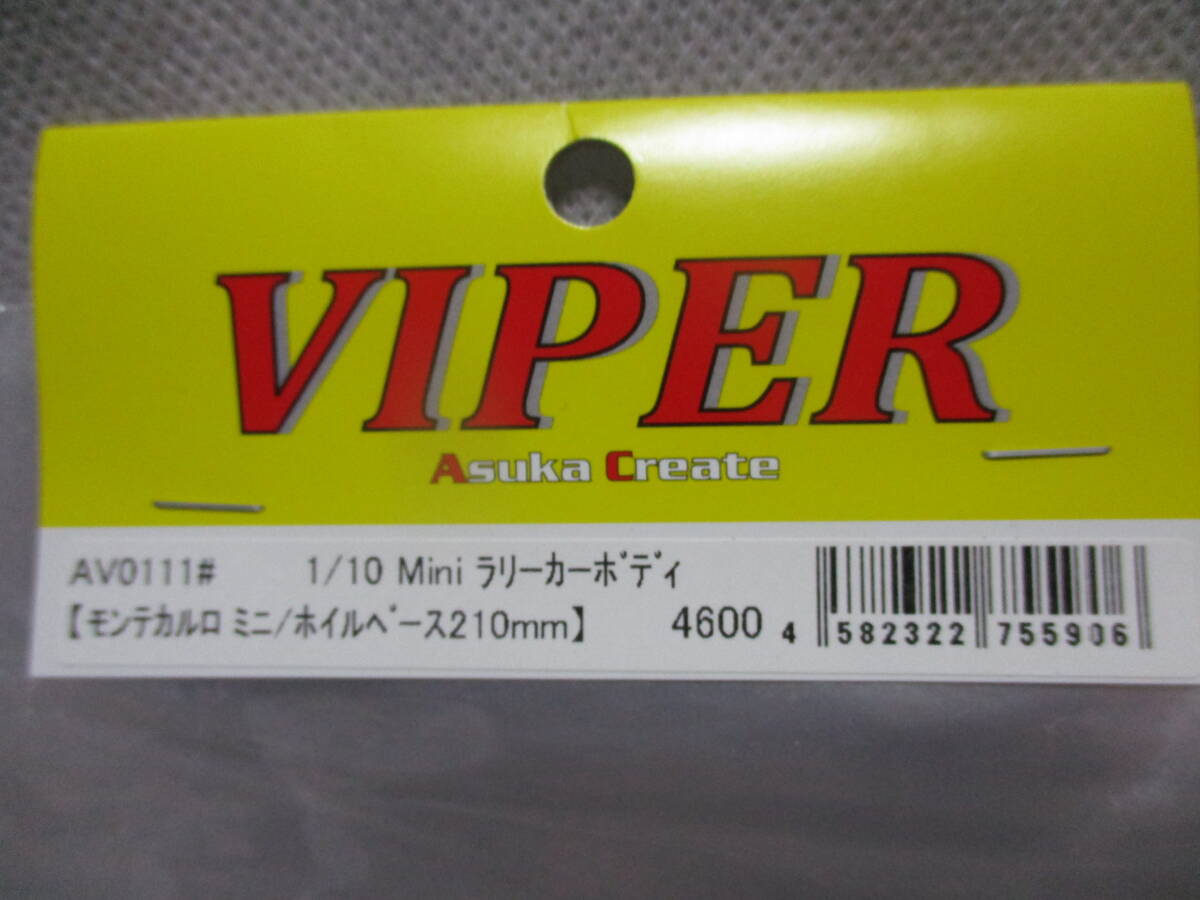 VIPER
Asuka Create
AV0111# 1/10 Mini ラリーカーボディ
【モンテカルロ ミニ/ホイルベース210mm】 4600
4 582322 755906